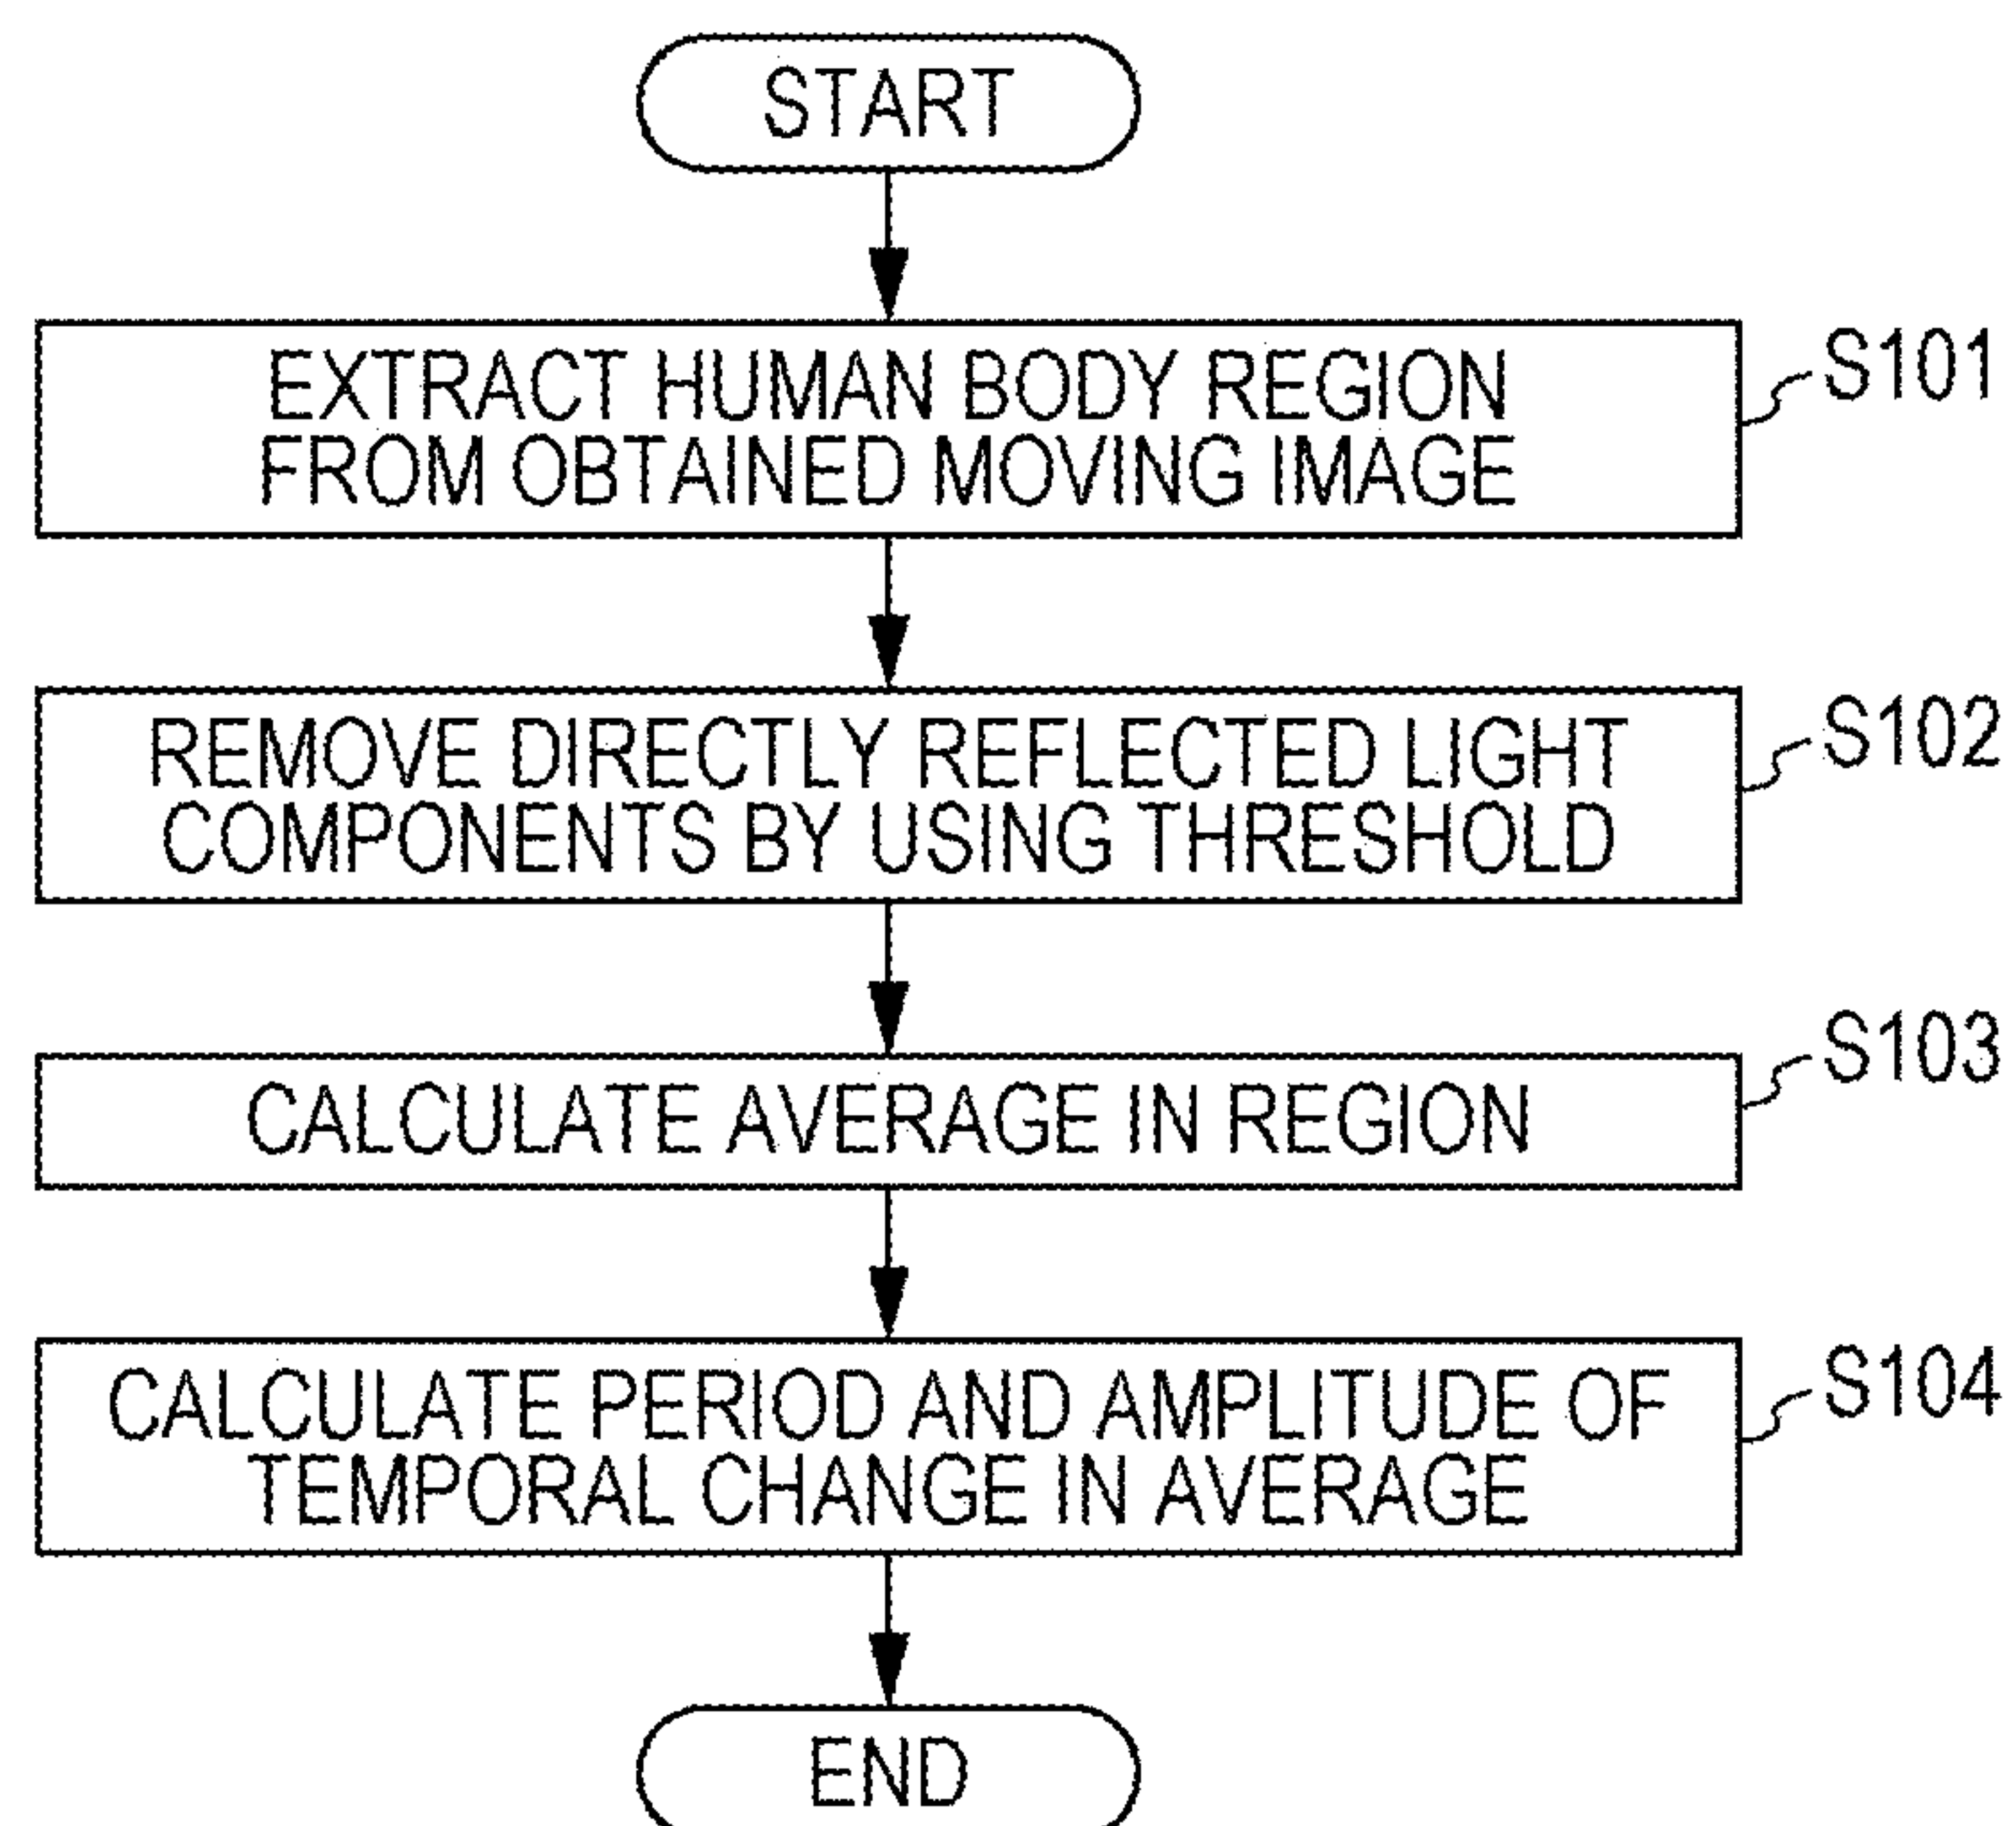 START
EXTRACT HUMAN BODY REGION
FROM OBTAINED MOVING IMAGE
S101
REMOVE DIRECTLY REFLECTED LIGHT
COMPONENTS BY USING THRESHOLD
S102
CALCULATE AVERAGE IN REGION
S103
CALCULATE PERIOD AND AMPLITUDE OF
TEMPORAL CHANGE IN AVERAGE
S104
END